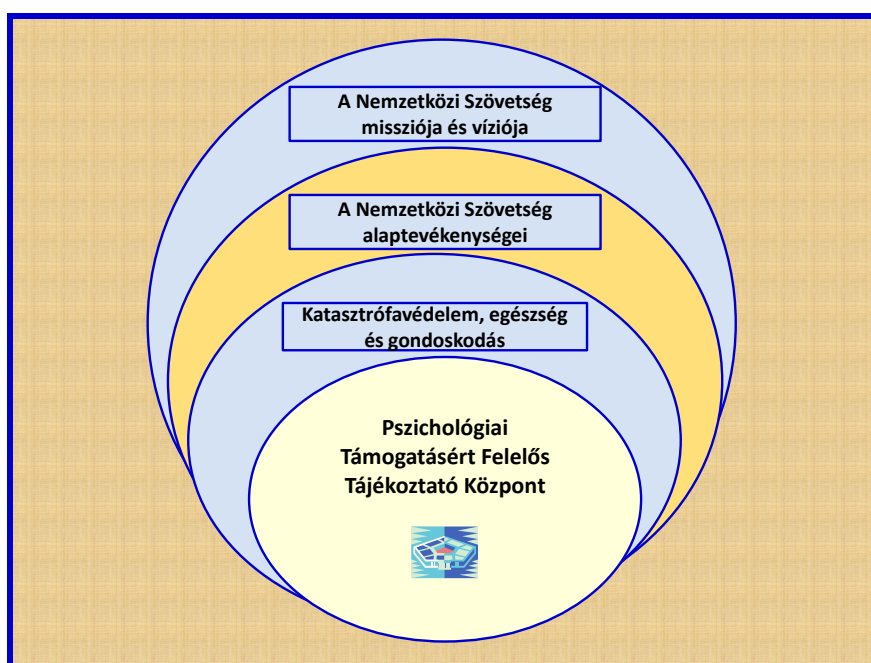 A Nemzetközi Szövetség
missziója és víziója
A Nemzetközi Szövetség
alaptevékenységei
Katasztrófavédelem, egészség
és gondoskodás
Pszichológiai
Támogatásért Felelős
Tájékoztató Központ